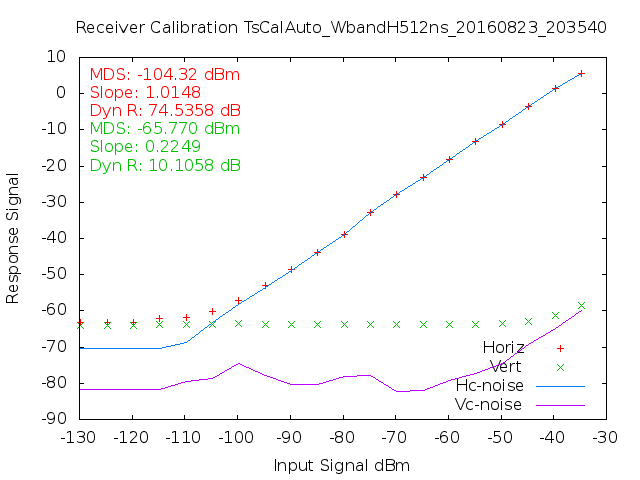 Receiver Calibration TsCalAuto_WbandH512ns_20160823_203540
10
0
-10
-20
-30
-40
-50
-60
-70
-80
-90
Response Signal
MDS: -104.32 dBm
Slope: 1.0148
Dyn R: 74.5358 dB
MDS: -65.770 dBm
Slope: 0.2249
Dyn R: 10.1058 dB
Horiz
Vert
Hc-noise
Vc-noise
-130 -120 -110 -100 -90 -80 -70 -60 -50 -40 -30
Input Signal dBm